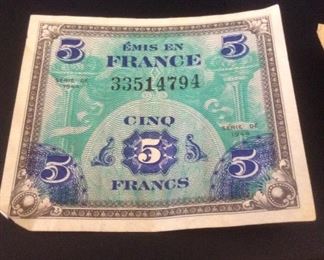 5 ÉMIS EN 5
FRANCE
SÉRIE DE
1944
33514794
CINQ
5
SÉRIE DE
1944
5 FRANCS 5